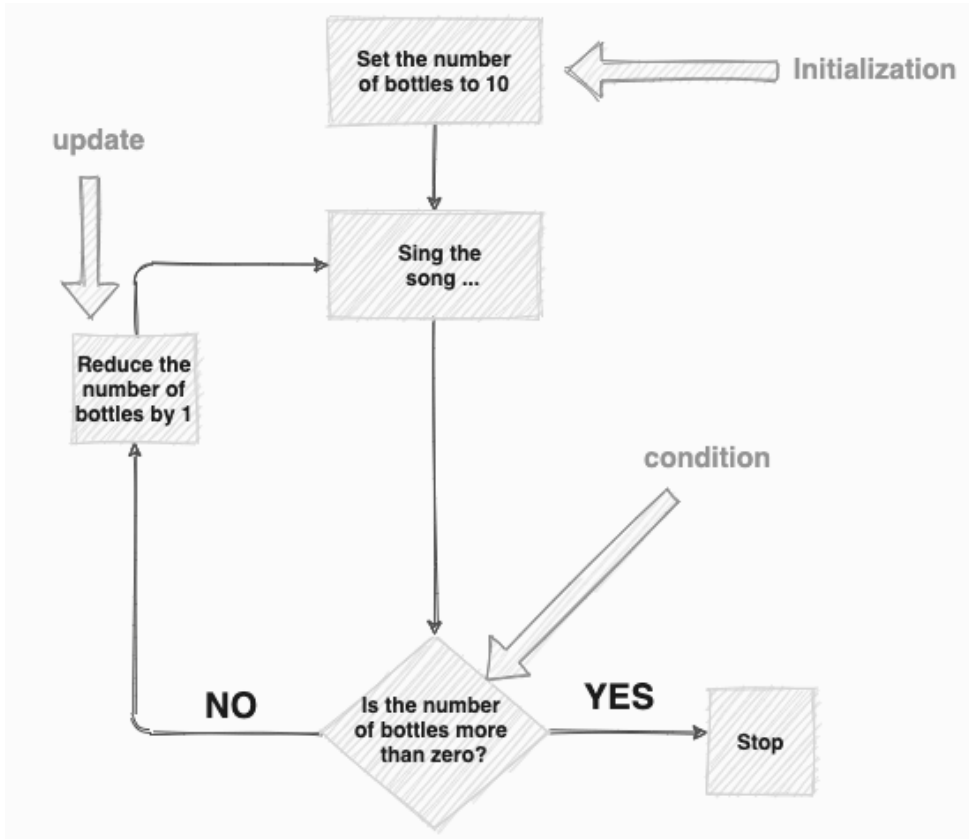 Set the number
of bottles to 10
Initialization
update
Sing the
song ...
Reduce the
number of
bottles by 1
condition
NO
Is the number
of bottles more
than zero?
YES
Stop